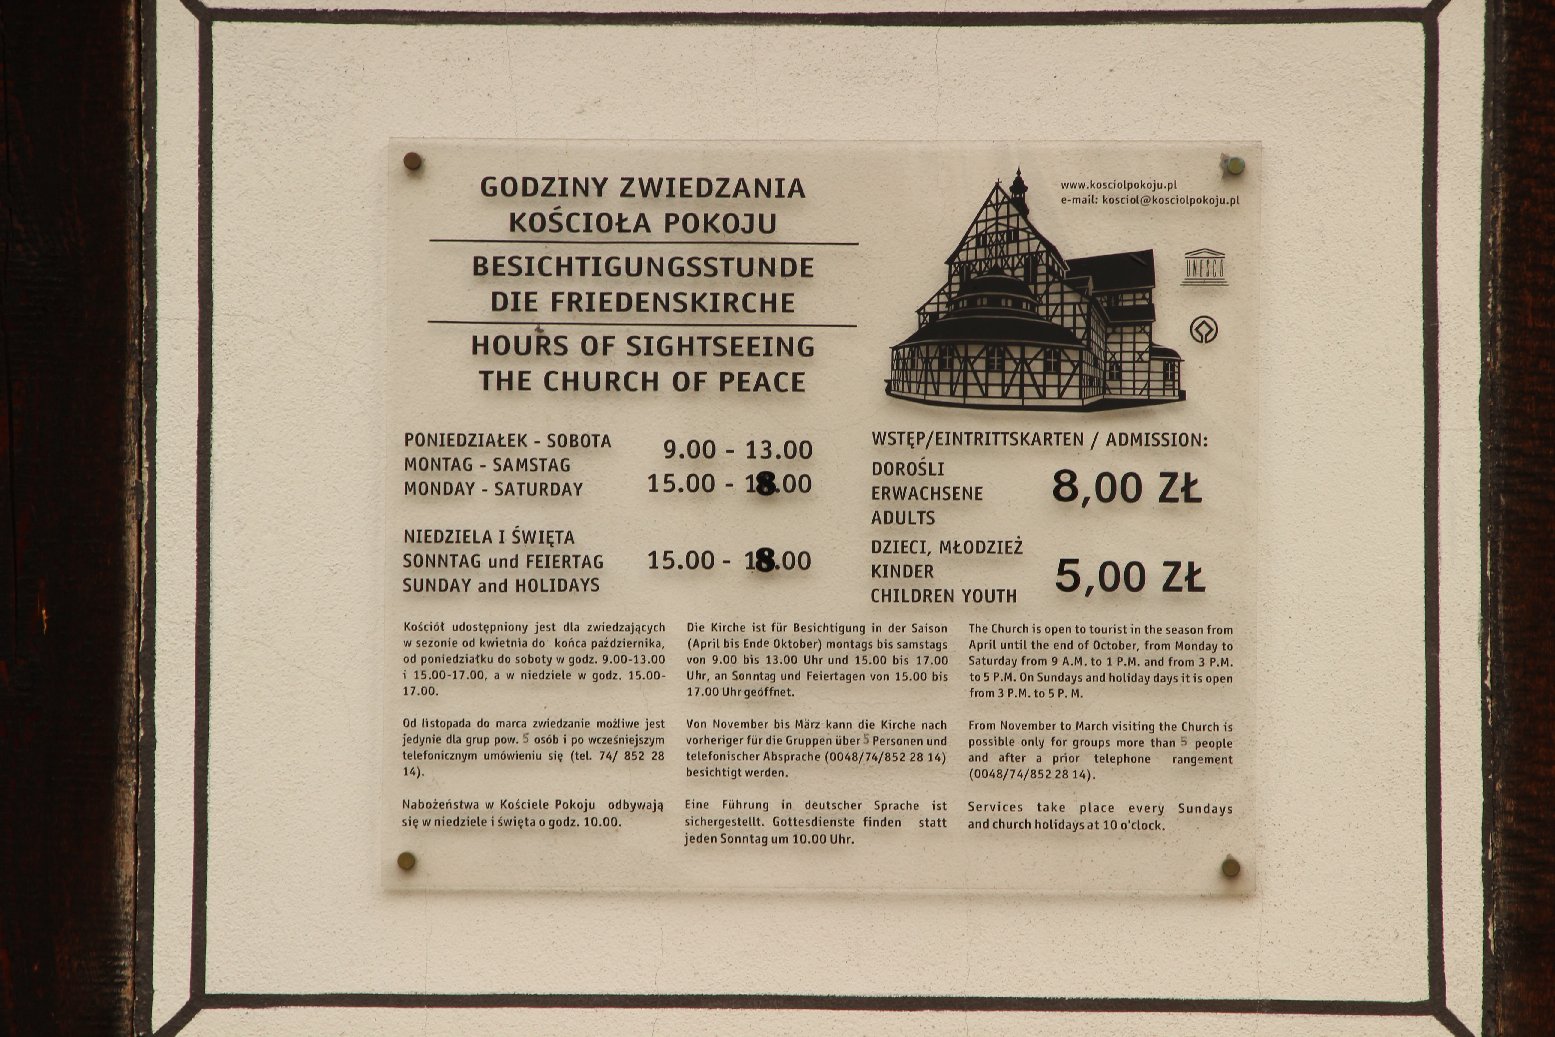 GODZINY ZWIEDZANIA
KOŚCIOŁA POKOJU
BESICHTIGUNGSSTUNDE
DIE FRIEDENSKIRCHE
HOURS OF SIGHTSEEING
THE CHURCH OF PEACE
www.kosciolpokoju.pl
e-mail: kosciol@kosciolpokoju.pl
UNESCO
PONIEDZIAŁEK - SOBOTA
MONTAG - SAMSTAG
MONDAY - SATURDAY
9.00 - 13.00
15.00 - 18.00
NIEDZIELA I ŚWIĘTA
SONNTAG und FEIERTAG
SUNDAY and HOLIDAYS
15.00 - 18.00
WSTĘP/EINTRITTSKARTEN / ADMISSION:
DOROŚLI
ERWACHSENE
ADULTS
8,00 ZŁ
DZIECI, MŁODZIEŻ
KINDER
CHILDREN YOUTH
5,00 ZŁ
Kościół udostępniony jest dla zwiedzających
w sezonie od kwietnia do końca października,
od poniedziałku do soboty w godz. 9.00-13.00
i 15.00-17.00, a w niedziele w godz. 15.00-
17.00.
Od listopada do marca zwiedzanie możliwe jest
jedynie dla grup pow. 5 osób i po wcześniejszym
telefonicznym umówieniu się (tel. 74/ 852 28
14).
Nabożeństwa w Kościele Pokoju odbywają
się w niedziele i święta o godz. 10.00.
Die Kirche ist für Besichtigung in der Saison
(April bis Ende Oktober) montags bis samstags
von 9.00 bis 13.00 Uhr und 15.00 bis 17.00
Uhr, an Sonntag und Feiertagen von 15.00 bis
17.00 Uhr geöffnet.
Von November bis März kann die Kirche nach
vorheriger für die Gruppen über 5 Personen und
telefonischer Absprache (0048/74/852 28 14)
besichtigt werden.
Eine Führung in deutscher Sprache ist
sichergestellt. Gottesdienste finden statt
jeden Sonntag um 10.00 Uhr.
The Church is open to tourist in the season from
April until the end of October, from Monday to
Saturday from 9 A.M. to 1 P.M. and from 3 P.M.
to 5 P.M. On Sundays and holiday days it is open
from 3 P.M. to 5 P. M.
From November to March visiting the Church is
possible only for groups more than 5 people
and after a prior telephone rangement
(0048/74/852 28 14).
Services take place every Sundays
and church holidays at 10 o'clock.